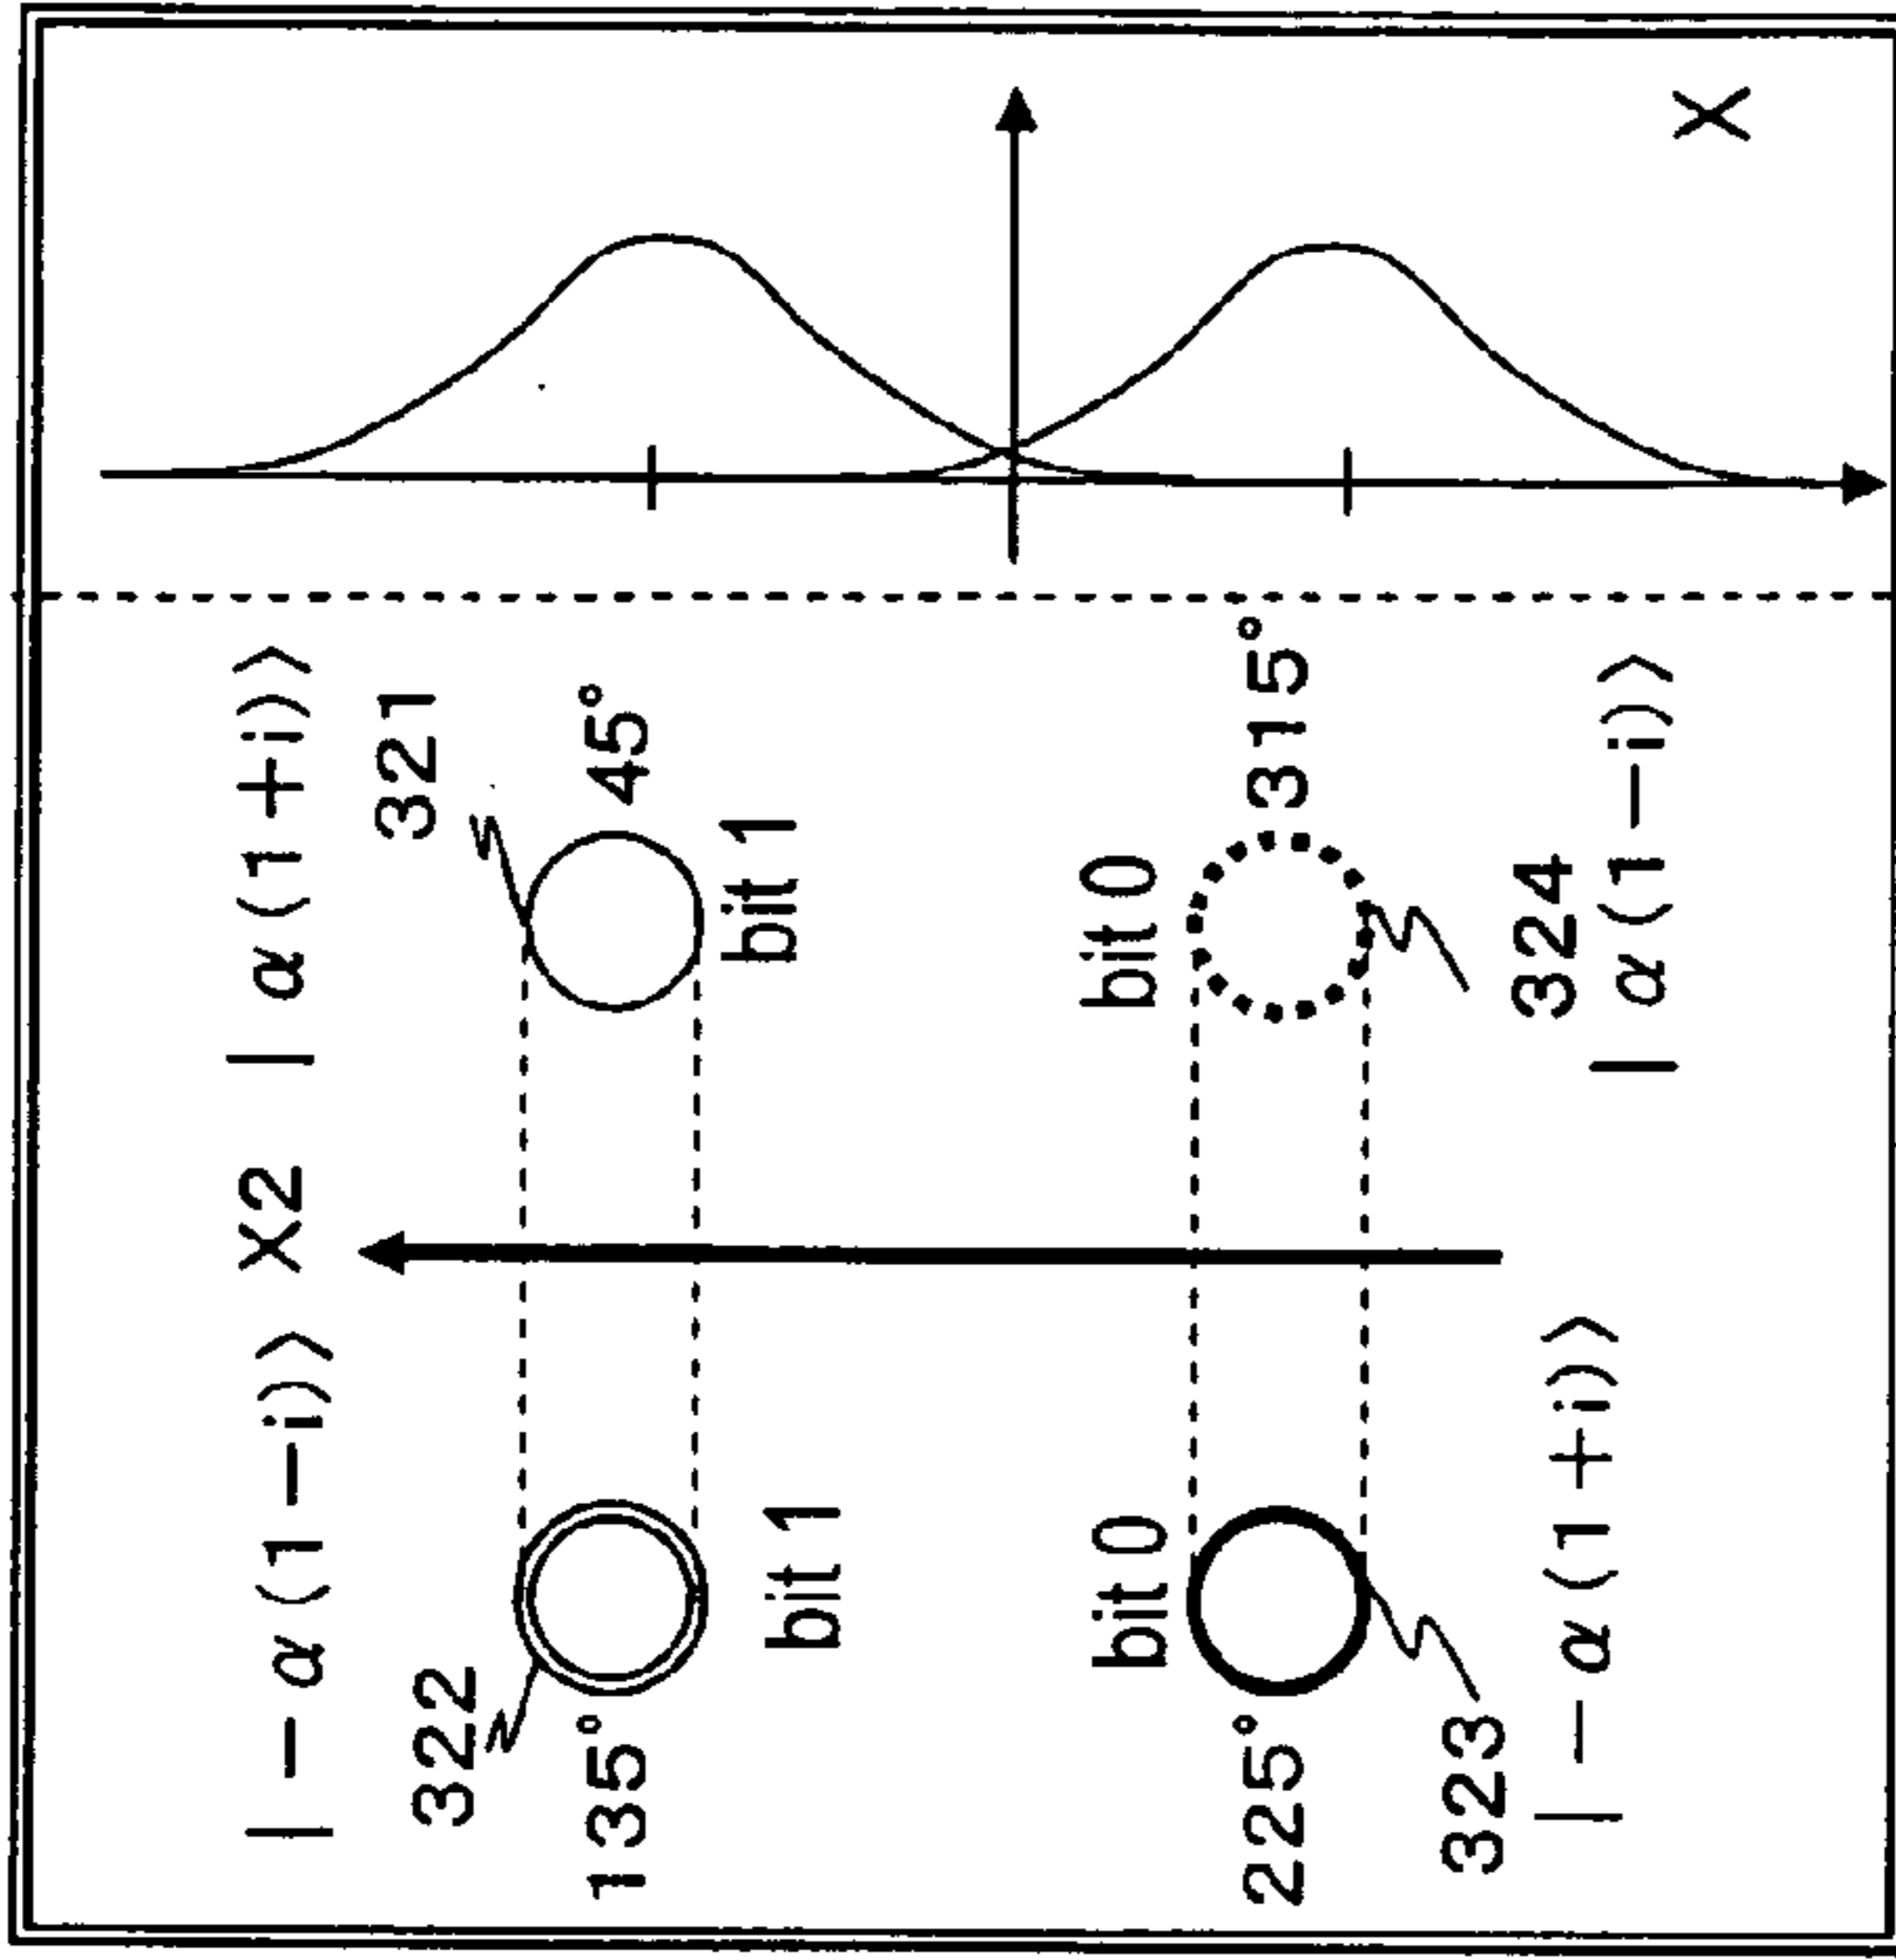 |−α(1−i)⟩ X2 |α(1+i)⟩
322 321
135° 45°
bit 1 bit 1
bit 0 bit 0
225° 315°
323 324
|−α(1+i)⟩ |α(1−i)⟩
X